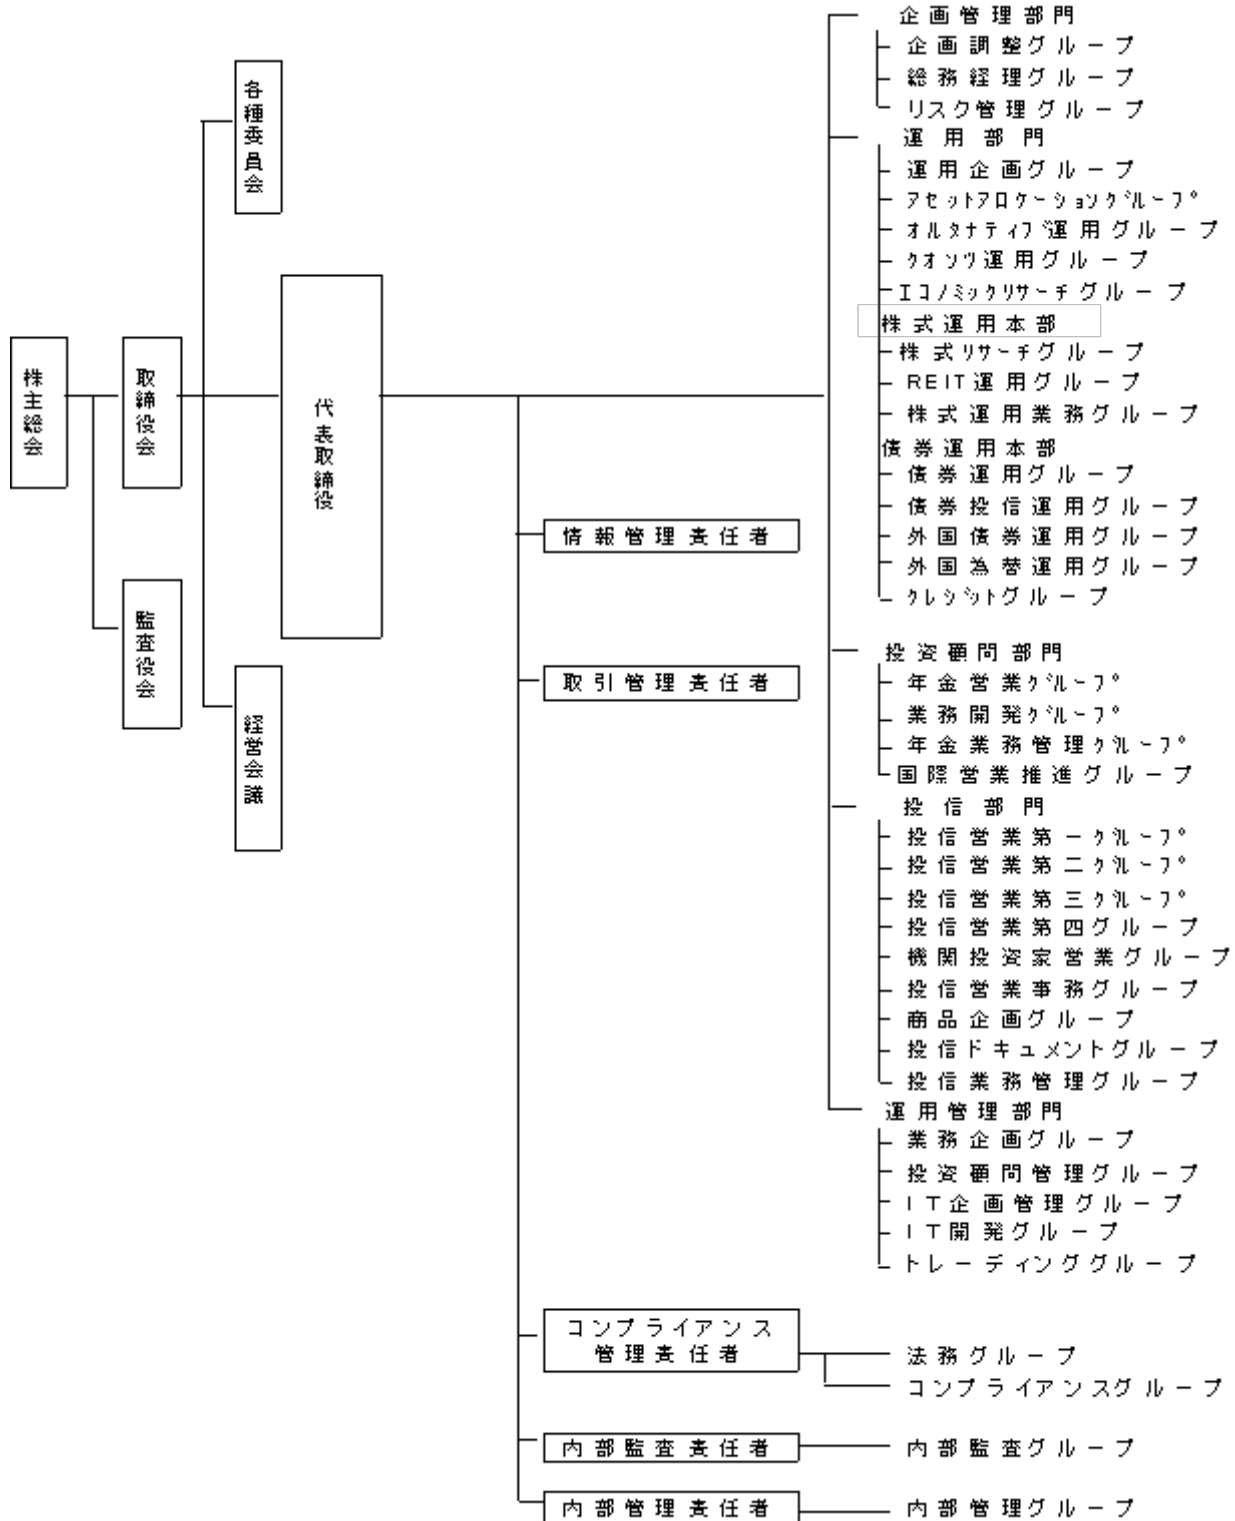 株主総会
取締役会
監査役会
各種委員会
代表取締役
経営会議
企画管理部門
企画調整グループ
総務経理グループ
リスク管理グループ
運用部門
運用企画グループ
ｱｾｯﾄｱﾛｹｰｼｮﾝｸﾞﾙｰﾌﾟ
ｵﾙﾀﾅﾃｨﾌﾞ運用グループ
ｸｵﾝﾂ運用グループ
ｴｺﾉﾐｯｸﾘｻｰﾁグループ
株式運用本部
株式ﾘｻｰﾁグループ
REIT運用グループ
株式運用業務グループ
債券運用本部
債券運用グループ
債券投信運用グループ
外国債券運用グループ
外国為替運用グループ
ｸﾚｼﾞｯﾄグループ
投資顧問部門
年金営業ｸﾞﾙｰﾌﾟ
業務開発ｸﾞﾙｰﾌﾟ
年金業務管理ｸﾞﾙｰﾌﾟ
国際営業推進グループ
投信部門
投信営業第一ｸﾞﾙｰﾌﾟ
投信営業第二ｸﾞﾙｰﾌﾟ
投信営業第三ｸﾞﾙｰﾌﾟ
投信営業第四グループ
機関投資家営業グループ
投信営業事務グループ
商品企画グループ
投信ドキュメントグループ
投信業務管理グループ
運用管理部門
業務企画グループ
投資顧問管理グループ
ＩＴ企画管理グループ
ＩＴ開発グループ
トレーディンググループ
情報管理責任者
取引管理責任者
コンプライアンス
管理責任者
法務グループ
コンプライアンスグループ
内部監査責任者
内部監査グループ
内部管理責任者
内部管理グループ